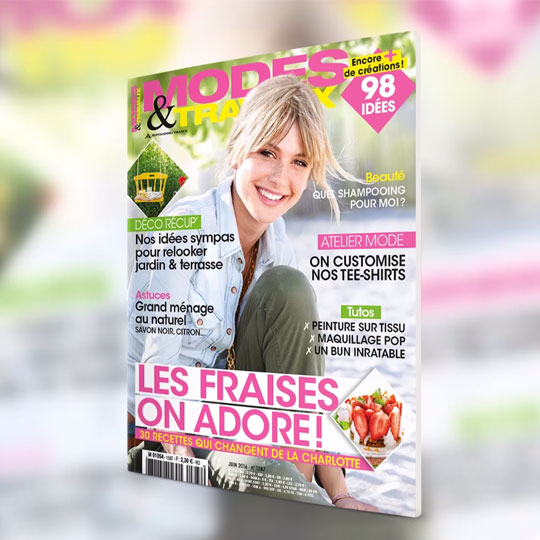 MODES
& TRAVAUX
Encore +
de créations !
98
IDÉES
Beauté
QUEL SHAMPOOING
POUR MOI ?
DÉCO RÉCUP'
Nos idées sympas
pour relooker
jardin & terrasse
ATELIER MODE
ON CUSTOMISE
NOS TEE-SHIRTS
Astuces
Grand ménage
au naturel
SAVON NOIR, CITRON...
Tutos
✗ PEINTURE SUR TISSU
✗ MAQUILLAGE POP
✗ UN BUN INRATABLE
LES FRAISES
ON ADORE !
30 RECETTES QUI CHANGENT DE LA CHARLOTTE